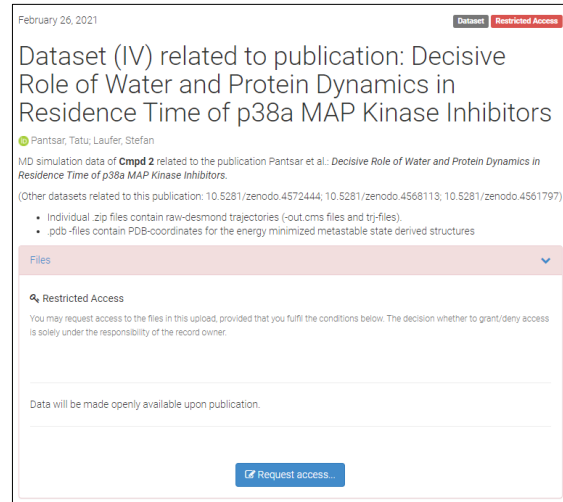 February 26, 2021
Dataset Restricted Access
Dataset (IV) related to publication: Decisive
Role of Water and Protein Dynamics in
Residence Time of p38a MAP Kinase Inhibitors
Pantsar, Tatu; Laufer, Stefan
MD simulation data of Cmpd 2 related to the publication Pantsar et al.: Decisive Role of Water and Protein Dynamics in
Residence Time of p38a MAP Kinase Inhibitors.
(Other datasets related to this publication: 10.5281/zenodo.4572444; 10.5281/zenodo.4568113; 10.5281/zenodo.4561797)
• Individual .zip files contain raw-desmond trajectories (-out.cms files and trj-files).
• .pdb -files contain PDB-coordinates for the energy minimized metastable state derived structures
Files
Restricted Access
You may request access to the files in this upload, provided that you fulfil the conditions below. The decision whether to grant/deny access
is solely under the responsibility of the record owner.
Data will be made openly available upon publication.
Request access...